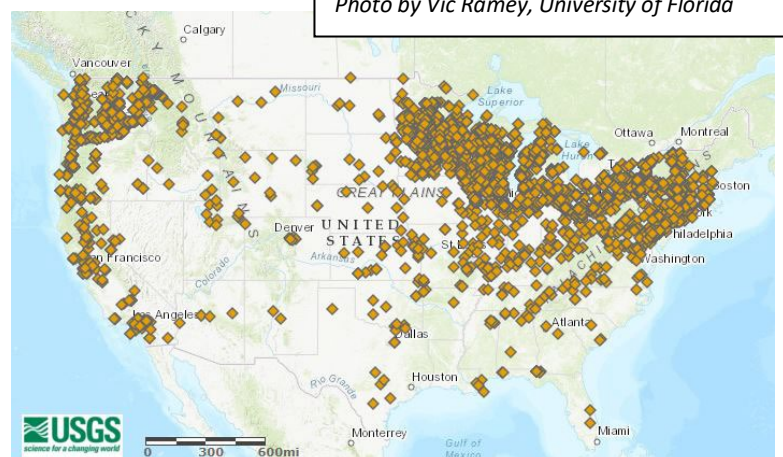 Photo by Vic Ramey, University of Florida
Calgary
Vancouver
Missouri
Lake
Superior
Ottawa
Montreal
Lake
Huron
Boston
GREAT PLAINS
Denver
UNITED
STATES
Philadelphia
Washington
Arkansas
Colorado
Los Angeles
Atlanta
Dallas
Rio Grande
Houston
Monterrey
Gulf of
Mexico
Miami
USGS
science for a changing world
0 300 600mi